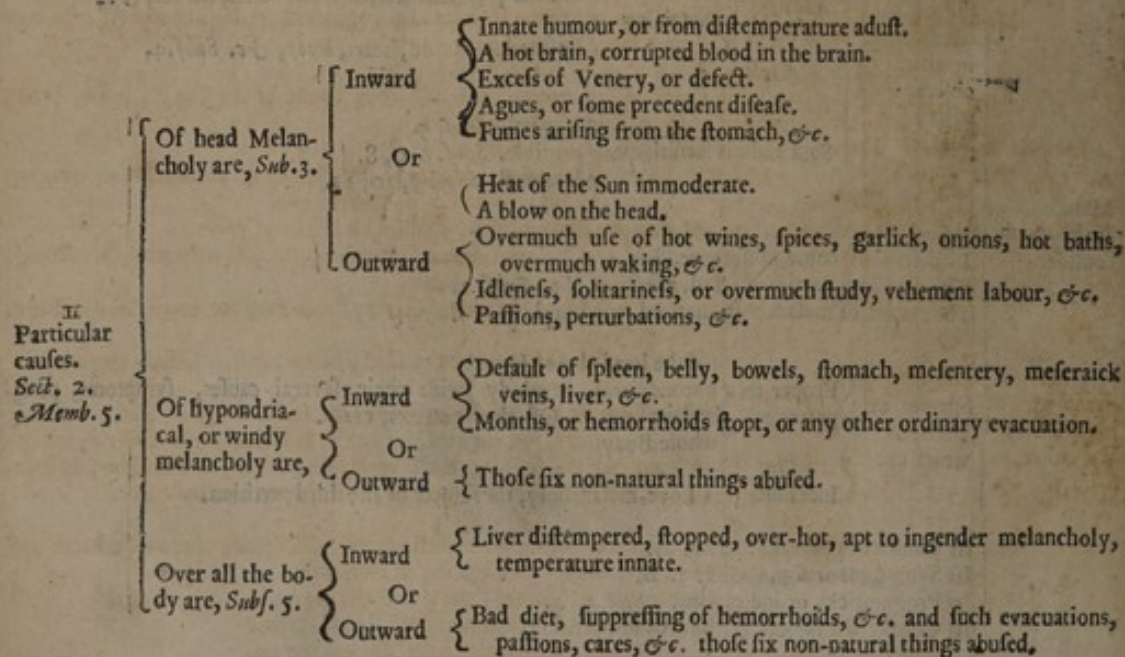 Innate humour, or from diſtemperature aduſt.
A hot brain, corrupted blood in the brain.
Inward
Exceſs of Venery, or defect.
Agues, or ſome precedent diſeaſe.
Fumes ariſing from the ſtomach, &c.
Of head Melan-
choly are, Sub. 3.
Or
Heat of the Sun immoderate.
A blow on the head.
Overmuch uſe of hot wines, ſpices, garlick, onions, hot baths,
overmuch waking, &c.
Outward
Idleneſs, ſolitarineſs, or overmuch ſtudy, vehement labour, &c.
Paſſions, perturbations, &c.
II
Particular
cauſes.
Sect. 2.
Memb. 5.
Default of ſpleen, belly, bowels, ſtomach, meſentery, meſeraick
veins, liver, &c.
Inward
Months, or hemorrhoids ſtopt, or any other ordinary evacuation.
Of hypondria-
cal, or windy
melancholy are,
Or
Outward
Thoſe ſix non-natural things abuſed.
Liver diſtempered, ſtopped, over-hot, apt to ingender melancholy,
temperature innate.
Inward
Over all the bo-
dy are, Subſ. 5.
Or
Outward
Bad diet, ſuppreſſing of hemorrhoids, &c. and ſuch evacuations,
paſſions, cares, &c. thoſe ſix non-natural things abuſed.